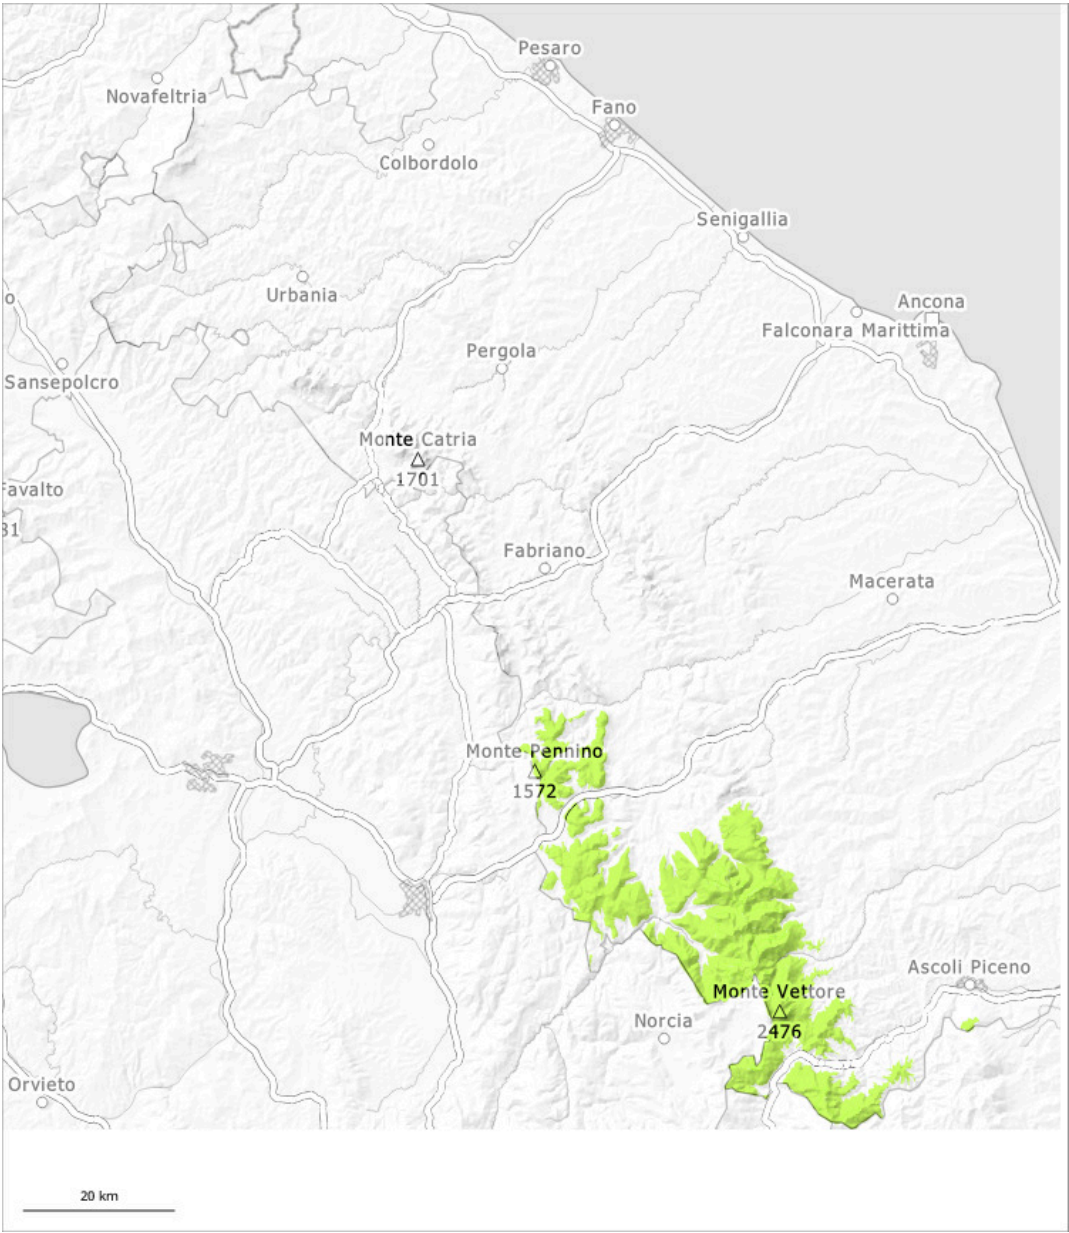 Pesaro
Novafeltria
Fano
Colbordolo
Senigallia
Urbania
o
Ancona
Falconara Marittima
Pergola
Sansepolcro
Monte Catria
1701
Favalto
31
Fabriano
Macerata
Monte Pennino
1572
Ascoli Piceno
Monte Vettore
2476
Norcia
Orvieto
20 km